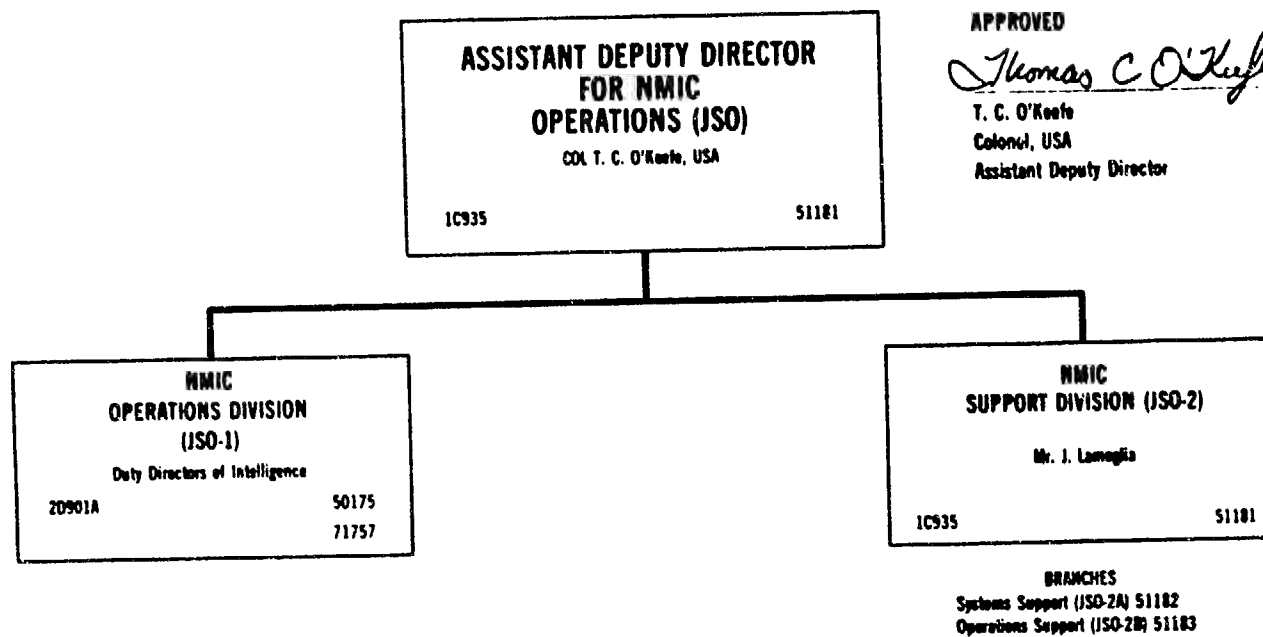 ASSISTANT DEPUTY DIRECTOR
FOR NMIC
OPERATIONS (JSO)
COL T. C. O'Keefe, USA
1C935 51181
APPROVED
Thomas C O'Keefe
T. C. O'Keefe
Colonel, USA
Assistant Deputy Director
NMIC
OPERATIONS DIVISION
(JSO-1)
Duty Directors of Intelligence
2D901A 50175
71757
NMIC
SUPPORT DIVISION (JSO-2)
Mr. J. Lamoglia
1C935 51181
BRANCHES
Systems Support (JSO-2A) 51182
Operations Support (JSO-2B) 51183